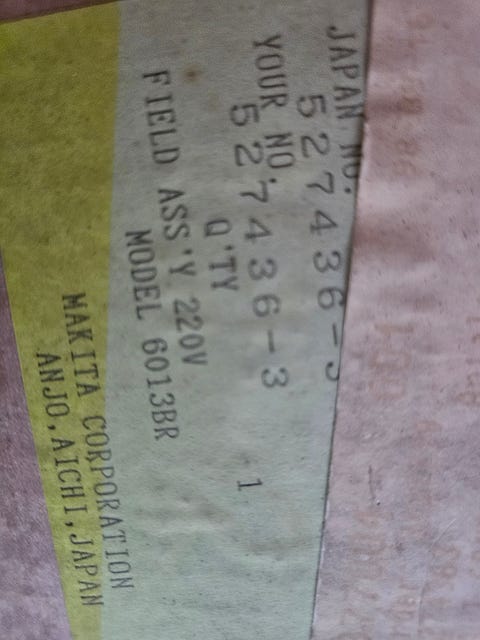 JAPAN NO.
527436-3
YOUR NO.
527436-3
Q'TY 1
FIELD ASS'Y 220V
MODEL 6013BR
MAKITA CORPORATION
ANJO,AICHI,JAPAN